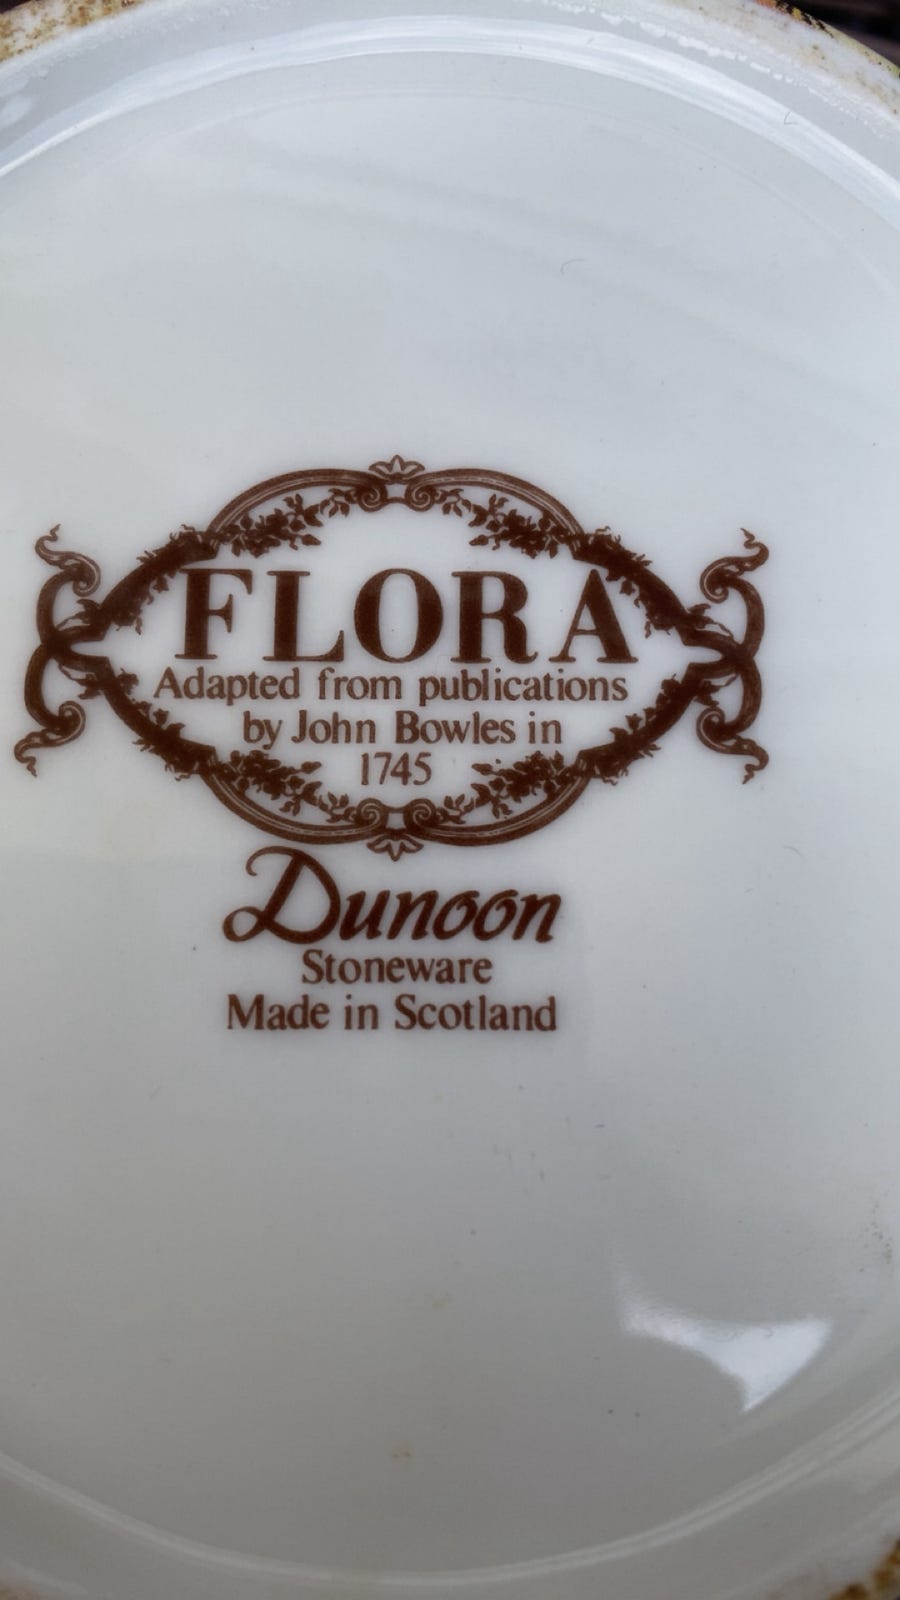 FLORA
Adapted from publications
by John Bowles in
1745
Dunoon
Stoneware
Made in Scotland